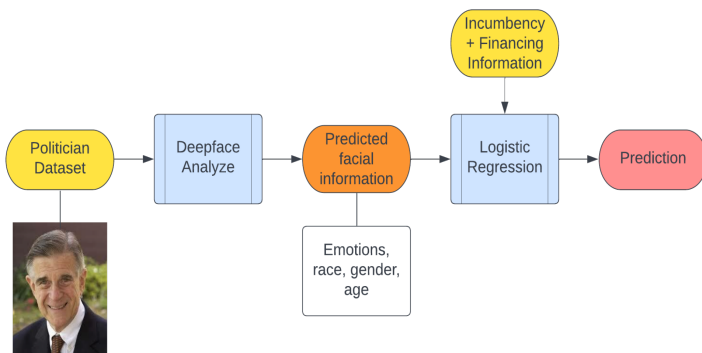 Incumbency
+ Financing
Information
Politician
Dataset
Deepface
Analyze
Predicted
facial
information
Logistic
Regression
Prediction
Emotions,
race, gender,
age